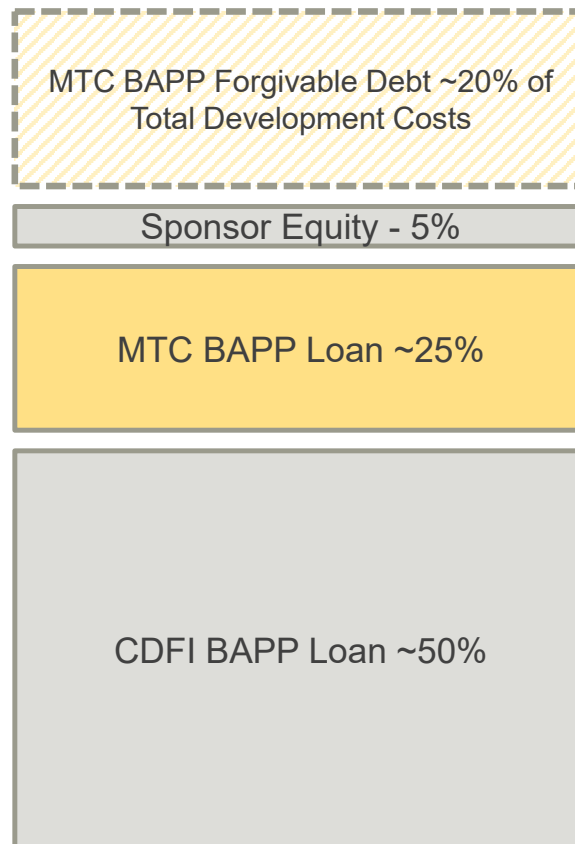 MTC BAPP Forgivable Debt ~20% of
Total Development Costs
Sponsor Equity - 5%
MTC BAPP Loan ~25%
CDFI BAPP Loan ~50%